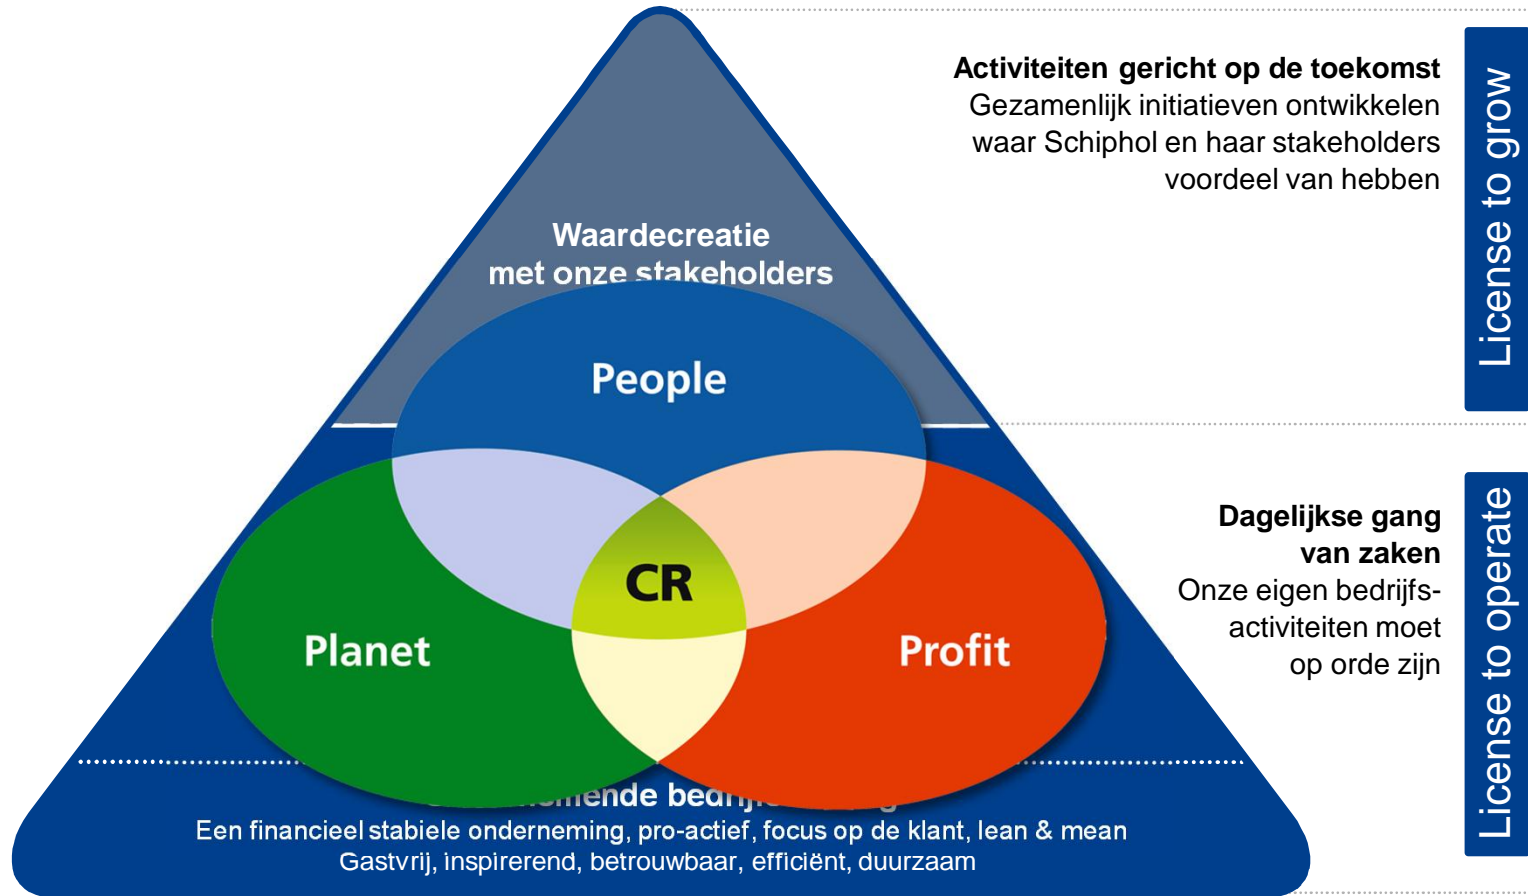 Activiteiten gericht op de toekomst
Gezamenlijk initiatieven ontwikkelen
waar Schiphol en haar stakeholders
voordeel van hebben
License to grow
Waardecreatie
met onze stakeholders
People
Dagelijkse gang
van zaken
Onze eigen bedrijfs-
activiteiten moet
op orde zijn
License to operate
CR
Planet
Profit
Een financieel stabiele onderneming, pro-actief, focus op de klant, lean & mean
Gastvrij, inspirerend, betrouwbaar, efficiënt, duurzaam